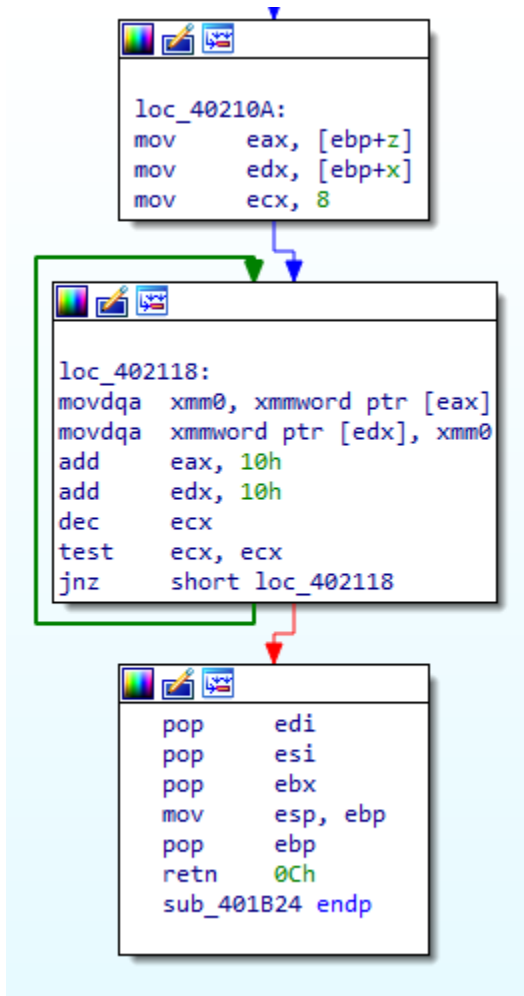 loc_40210A:
mov eax, [ebp+z]
mov edx, [ebp+x]
mov ecx, 8
loc_402118:
movdqa xmm0, xmmword ptr [eax]
movdqa xmmword ptr [edx], xmm0
add eax, 10h
add edx, 10h
dec ecx
test ecx, ecx
jnz short loc_402118
pop edi
pop esi
pop ebx
mov esp, ebp
pop ebp
retn 0Ch
sub_401B24 endp